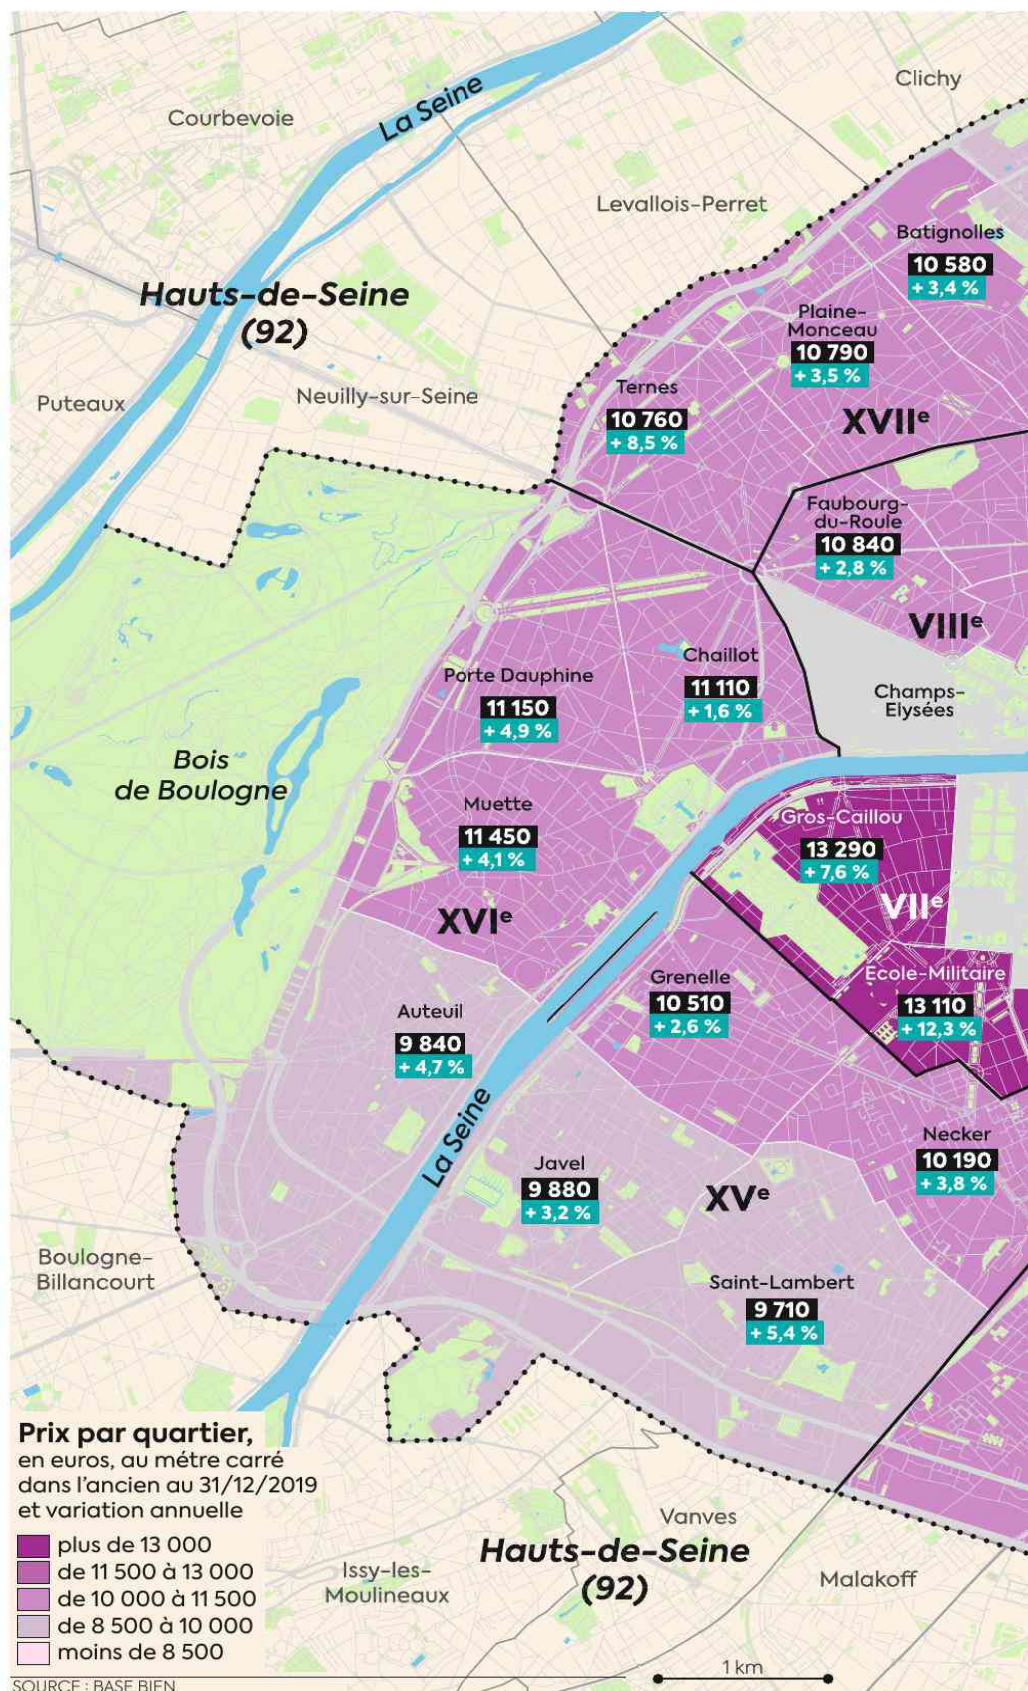 Clichy
La Seine
Courbevoie
Levallois-Perret
Batignolles
10 580
+ 3,4 %
Hauts-de-Seine
(92)
Plaine-
Monceau
10 790
+ 3,5 %
Ternes
10 760
+ 8,5 %
Puteaux
Neuilly-sur-Seine
XVIIe
Faubourg-
du-Roule
10 840
+ 2,8 %
VIIIe
Chaillot
11 110
+ 1,6 %
Porte Dauphine
11 150
+ 4,9 %
Champs-
Elysées
Bois
de Boulogne
Muette
11 450
+ 4,1 %
Gros-Caillou
13 290
+ 7,6 %
VIIe
XVIe
Grenelle
10 510
+ 2,6 %
Ecole-Militaire
13 110
+ 12,3 %
Auteuil
9 840
+ 4,7 %
La Seine
Necker
10 190
+ 3,8 %
Javel
9 880
+ 3,2 %
XVe
Boulogne-
Billancourt
Saint-Lambert
9 710
+ 5,4 %
Prix par quartier,
en euros, au métre carré
dans l'ancien au 31/12/2019
et variation annuelle
plus de 13 000
de 11 500 à 13 000
de 10 000 à 11 500
de 8 500 à 10 000
moins de 8 500
Vanves
Hauts-de-Seine
(92)
Issy-les-
Moulineaux
Malakoff
1 km
SOURCE : BASE BIEN